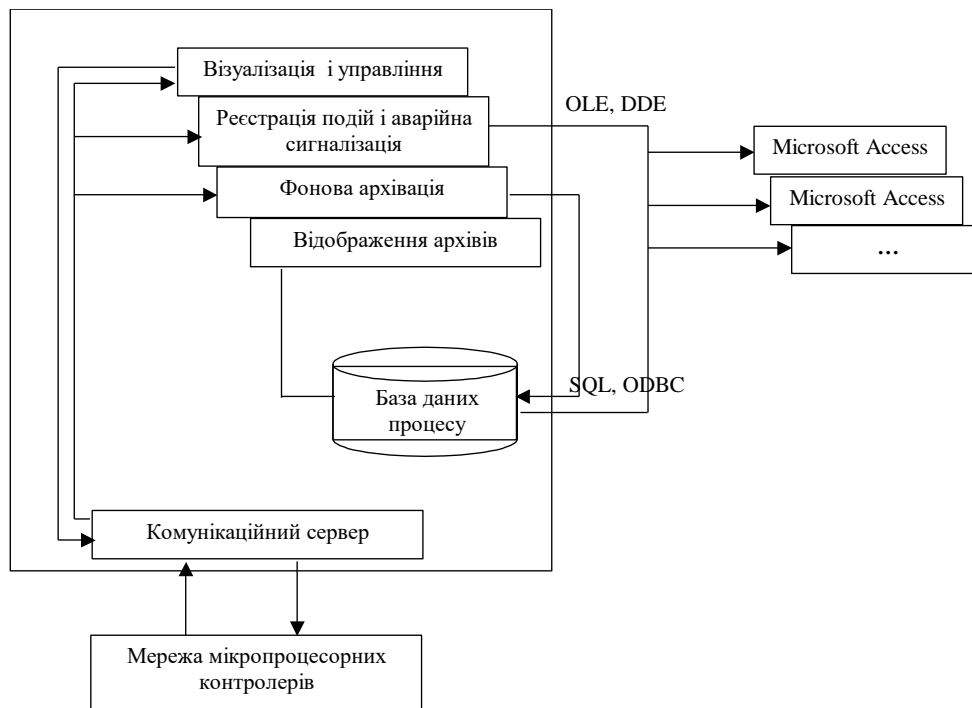 Візуалізація і управління
OLE, DDE
Реєстрація подій і аварійна
сигналізація
Microsoft Access
Фонова архівація
Microsoft Access
Відображення архівів
...
SQL, ODBC
База даних
процесу
Комунікаційний сервер
Мережа мікропроцесорних
контролерів